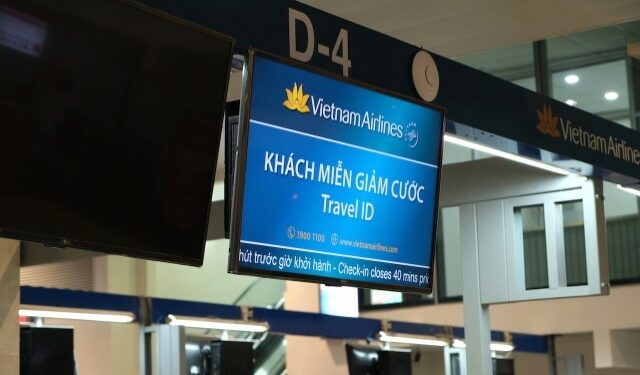 D-4
Vietnam Airlines
KHÁCH MIỄN GIẢM CƯỚC
Travel ID
1900 1100 www.vietnamairlines.com
hút trước giờ khởi hành - Check-in closes 40 mins pri
Vietnam Airlines